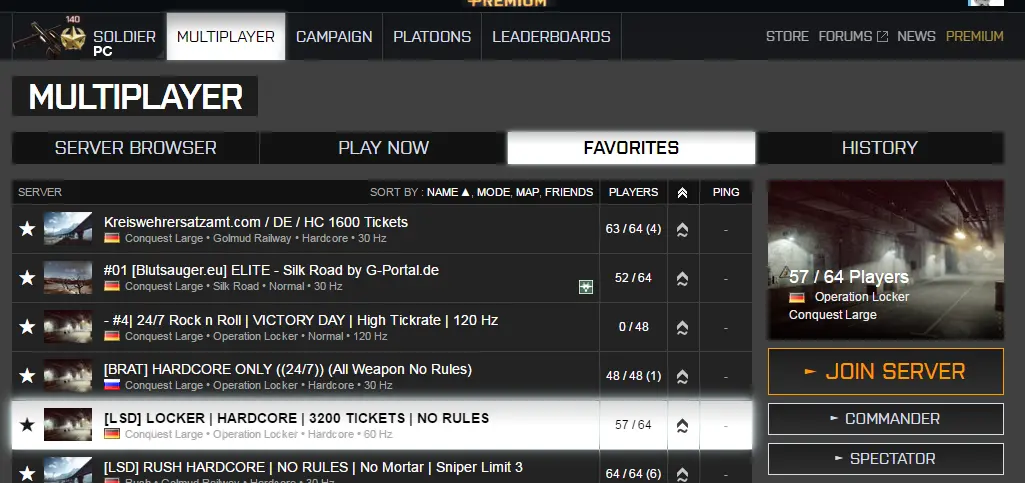 PREMIUM
140
SOLDIER
PC
MULTIPLAYER
CAMPAIGN
PLATOONS
LEADERBOARDS
STORE
FORUMS
NEWS
PREMIUM
MULTIPLAYER
SERVER BROWSER
PLAY NOW
FAVORITES
HISTORY
SERVER
SORT BY : NAME ▲, MODE, MAP, FRIENDS
PLAYERS
PING
Kreiswehrersatzamt.com / DE / HC 1600 Tickets
Conquest Large • Golmud Railway • Hardcore • 30 Hz
63 / 64 (4)
-
#01 [Blutsauger.eu] ELITE - Silk Road by G-Portal.de
Conquest Large • Silk Road • Normal • 30 Hz
52 / 64
-
- #4| 24/7 Rock n Roll | VICTORY DAY | High Tickrate | 120 Hz
Conquest Large • Operation Locker • Normal • 120 Hz
0 / 48
-
[BRAT] HARDCORE ONLY ((24/7)) (All Weapon No Rules)
Conquest Large • Operation Locker • Hardcore • 30 Hz
48 / 48 (1)
-
[LSD] LOCKER | HARDCORE | 3200 TICKETS | NO RULES
Conquest Large • Operation Locker • Hardcore • 60 Hz
57 / 64
-
[LSD] RUSH HARDCORE | NO RULES | No Mortar | Sniper Limit 3
Rush • Golmud Railway • Hardcore • 30 Hz
64 / 64 (6)
-
57 / 64 Players
Operation Locker
Conquest Large
JOIN SERVER
COMMANDER
SPECTATOR